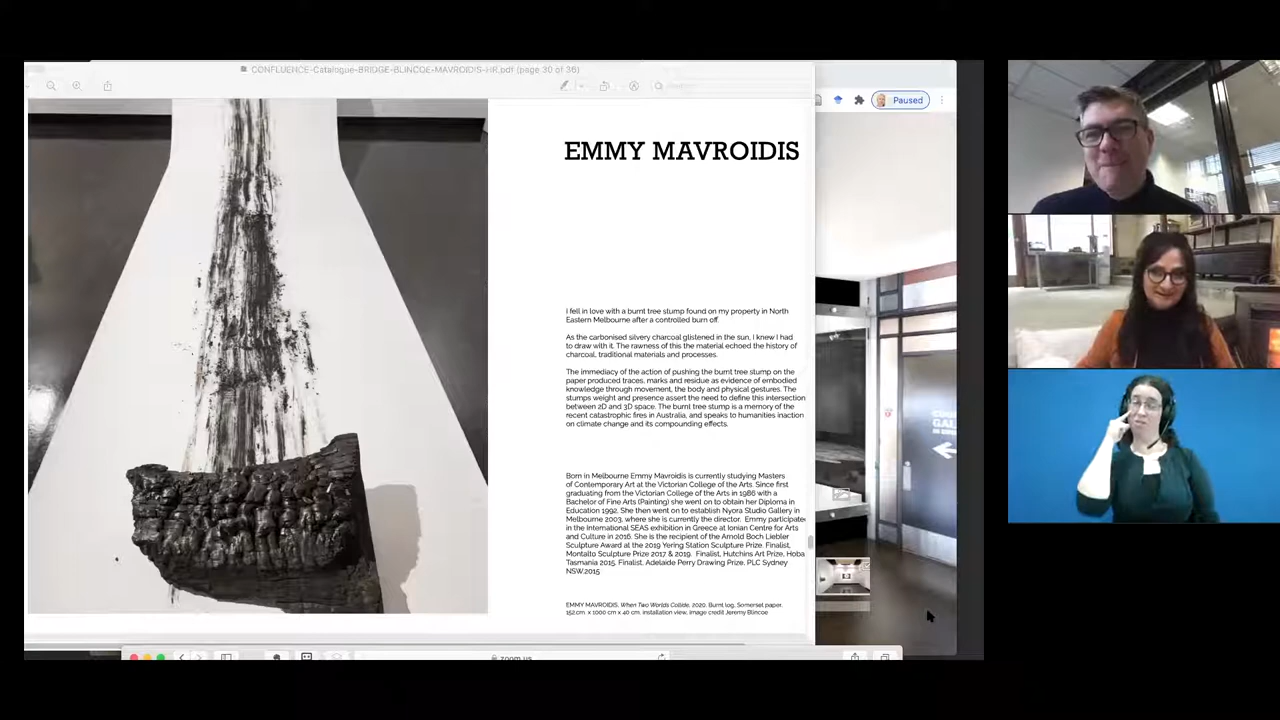 CONFLUENCE-Catalogue-BRIDGE-BLINCOE-MAVROIDIS-HR.pdf (page 30 of 36)
Paused
EMMY MAVROIDIS
I fell in love with a burnt tree stump found on my property in North
Eastern Melbourne after a controlled burn off.
As the carbonised silvery charcoal glistened in the sun, I knew I had
to draw with it. The rawness of this the material echoed the history of
charcoal, traditional materials and processes.
The immediacy of the action of pushing the burnt tree stump on the
paper produced traces, marks and residue as evidence of embodied
knowledge through movement, the body and physical gestures. The
stumps weight and presence assert the need to define this intersection
between 2D and 3D space. The burnt tree stump is a memory of the
recent catastrophic fires in Australia, and speaks to humanities inaction
on climate change and its compounding effects.
Born in Melbourne Emmy Mavroidis is currently studying Masters
of Contemporary Art at the Victorian College of the Arts. Since first
graduating from the Victorian College of the Arts in 1986 with a
Bachelor of Fine Arts (Painting) she went on to obtain her Diploma in
Education 1992. She then went on to establish Nyora Studio Gallery in
Melbourne 2003, where she is currently the director. Emmy participate
in the International SEAS exhibition in Greece at Ionian Centre for Arts
and Culture in 2016. She is the recipient of the Arnold Boch Liebler
Sculpture Award at the 2019 Yering Station Sculpture Prize. Finalist,
Montalto Sculpture Prize 2017 & 2019. Finalist, Hutchins Art Prize, Hoba
Tasmania 2015. Finalist, Adelaide Perry Drawing Prize, PLC Sydney
NSW.2015
EMMY MAVROIDIS, When Two Worlds Collide, 2020. Burnt log, Somerset paper,
152.cm. x 1000 cm x 40 cm. installation view, image credit Jeremy Blincoe
zoom.us